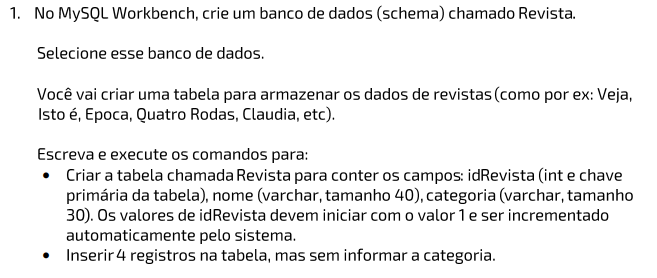 1. No MySQL Workbench, crie um banco de dados (schema) chamado Revista.
Selecione esse banco de dados.
Você vai criar uma tabela para armazenar os dados de revistas (como por ex: Veja,
Isto é, Epoca, Quatro Rodas, Claudia, etc).
Escreva e execute os comandos para:
• Criar a tabela chamada Revista para conter os campos: idRevista (int e chave
primária da tabela), nome (varchar, tamanho 40), categoria (varchar, tamanho
30). Os valores de idRevista devem iniciar com o valor 1 e ser incrementado
automaticamente pelo sistema.
• Inserir 4 registros na tabela, mas sem informar a categoria.